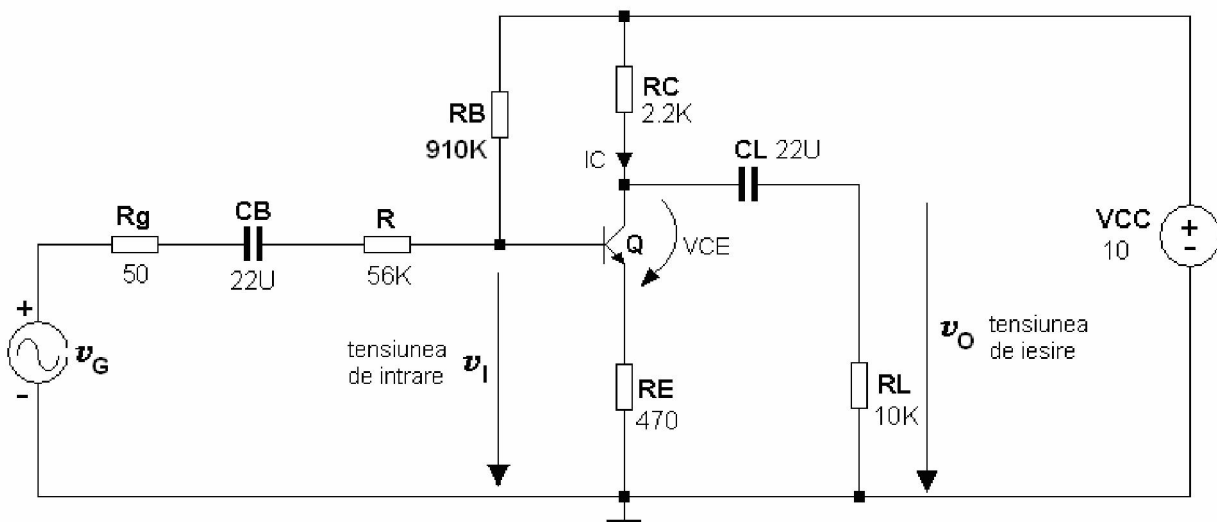 RC
2.2K
RB
910K
IC
CL 22U
Rg
50
CB
22U
R
56K
Q
VCE
VCC
10
+
-
+
-
vG
tensiunea
de intrare
vI
RE
470
RL
10K
vO
tensiunea
de iesire